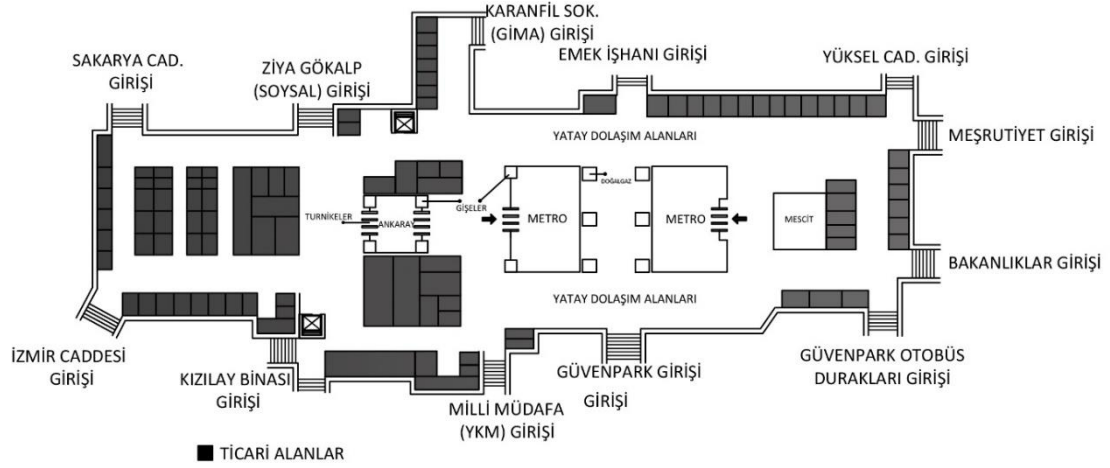 KARANFİL SOK.
(GİMA) GİRİŞİ
SAKARYA CAD.
GİRİŞİ
ZİYA GÖKALP
(SOYSAL) GİRİŞİ
EMEK İŞHANI GİRİŞİ
YÜKSEL CAD. GİRİŞİ
YATAY DOLAŞIM ALANLARI
MEŞRUTİYET GİRİŞİ
DOĞALGAZ
GİŞELER
TURNİKELER
ANKARAY
METRO
METRO
MESCİT
BAKANLIKLAR GİRİŞİ
YATAY DOLAŞIM ALANLARI
İZMİR CADDESİ
GİRİŞİ
KIZILAY BİNASI
GİRİŞİ
GÜVENPARK GİRİŞİ
GİRİŞİ
GÜVENPARK OTOBÜS
DURAKLARI GİRİŞİ
MİLLİ MÜDAFA
(YKM) GİRİŞİ
TİCARİ ALANLAR